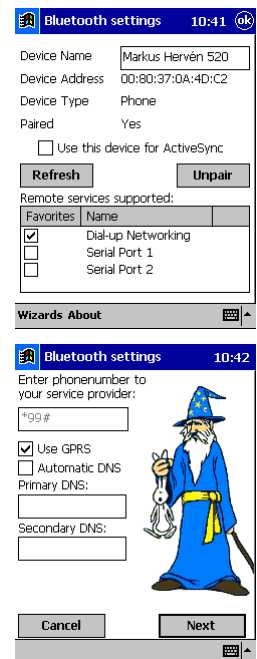 Bluetooth settings 10:41 ok
Device Name Markus Hervén 520
Device Address 00:80:37:0A:4D:C2
Device Type Phone
Paired Yes
Use this device for ActiveSync
Refresh Unpair
Remote services supported:
Favorites Name
Dial-up Networking
Serial Port 1
Serial Port 2
Wizards About
Bluetooth settings 10:42
Enter phonenumber to
your service provider:
*99#
Use GPRS
Automatic DNS
Primary DNS:
Secondary DNS:
Cancel Next